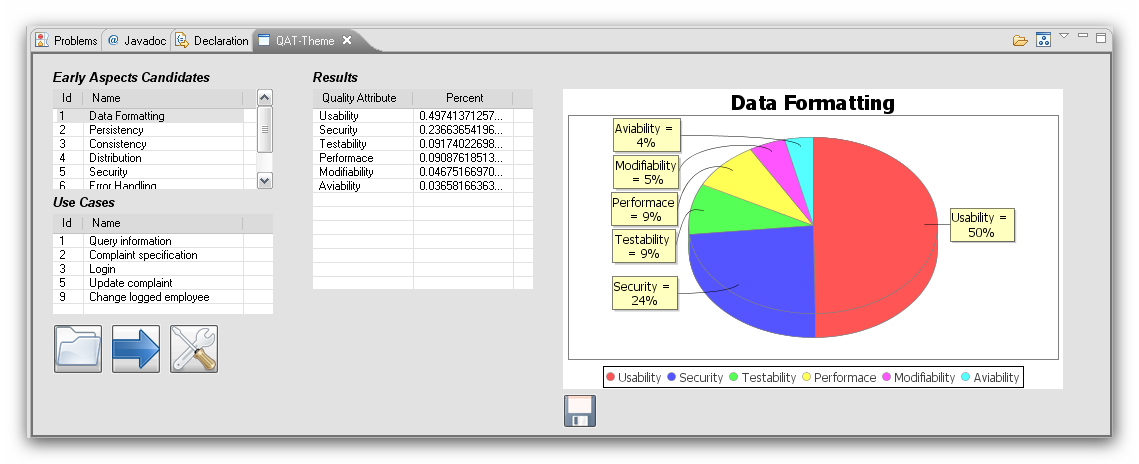 Problems @ Javadoc Declaration QAT-Theme
Early Aspects Candidates
Id Name
1 Data Formatting
2 Persistency
3 Consistency
4 Distribution
5 Security
6 Error Handling
Use Cases
Id Name
1 Query information
2 Complaint specification
3 Login
5 Update complaint
9 Change logged employee
Results
Quality Attribute Percent
Usability 0.49741371257...
Security 0.23663654196...
Testability 0.09174022698...
Performace 0.09087618513...
Modifiability 0.04675166970...
Aviability 0.03658166363...
Data Formatting
Aviability =
4%
Modifiability
= 5%
Performace
= 9%
Testability
= 9%
Security =
24%
Usability =
50%
Usability Security Testability Performace Modifiability Aviability